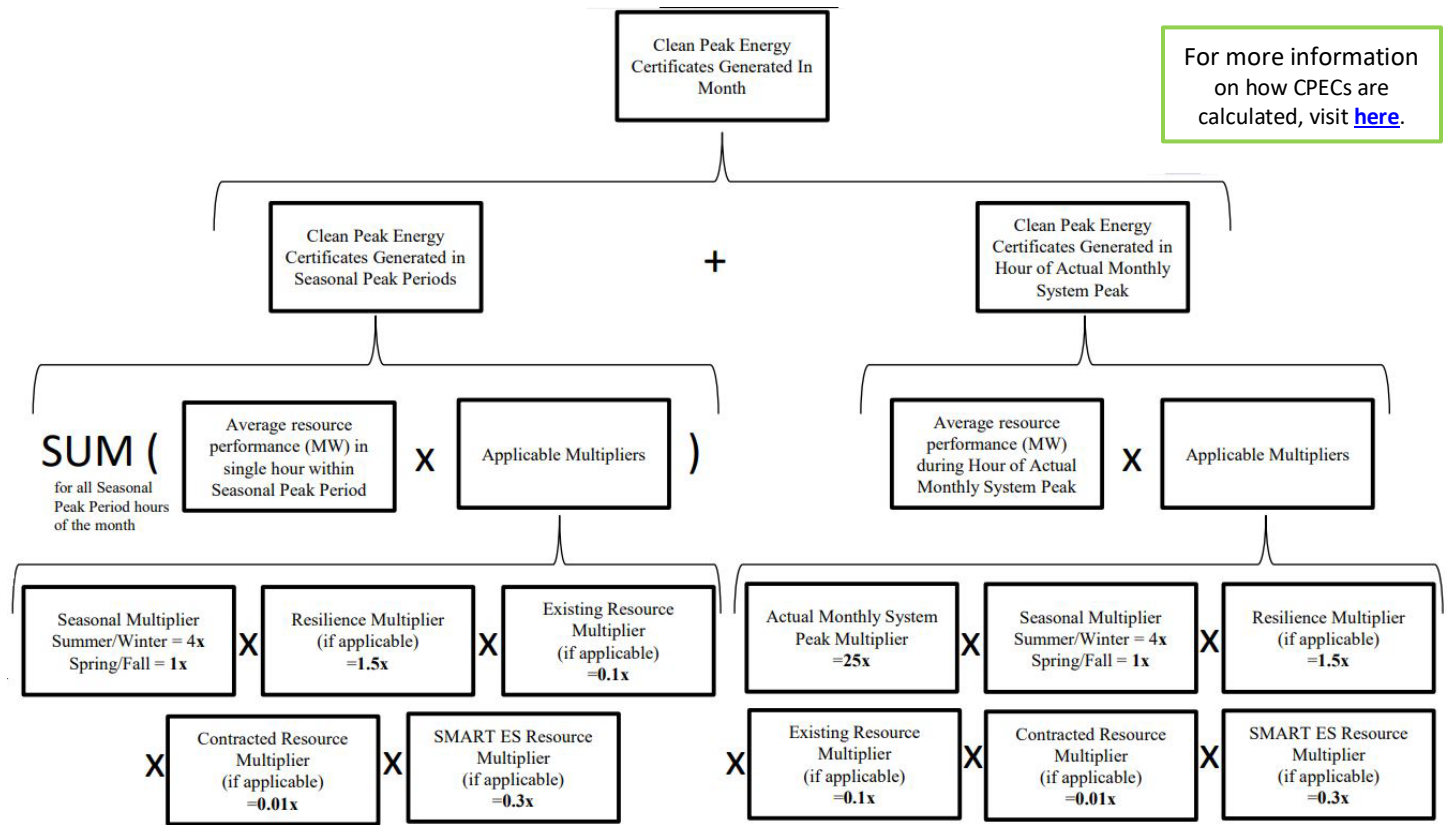 Clean Peak Energy
Certificates Generated In
Month
For more information
on how CPECs are
calculated, visit here.
Clean Peak Energy
Certificates Generated in
Seasonal Peak Periods
+
Clean Peak Energy
Certificates Generated in
Hour of Actual Monthly
System Peak
SUM (
for all Seasonal
Peak Period hours
of the month
Average resource
performance (MW) in
single hour within
Seasonal Peak Period
X
Applicable Multipliers
)
Average resource
performance (MW)
during Hour of Actual
Monthly System Peak
X
Applicable Multipliers
Seasonal Multiplier
Summer/Winter = 4x
Spring/Fall = 1x
X
Resilience Multiplier
(if applicable)
=1.5x
X
Existing Resource
Multiplier
(if applicable)
=0.1x
X
Contracted Resource
Multiplier
(if applicable)
=0.01x
X
SMART ES Resource
Multiplier
(if applicable)
=0.3x
Actual Monthly System
Peak Multiplier
=25x
X
Seasonal Multiplier
Summer/Winter = 4x
Spring/Fall = 1x
X
Resilience Multiplier
(if applicable)
=1.5x
X
Existing Resource
Multiplier
(if applicable)
=0.1x
X
Contracted Resource
Multiplier
(if applicable)
=0.01x
X
SMART ES Resource
Multiplier
(if applicable)
=0.3x